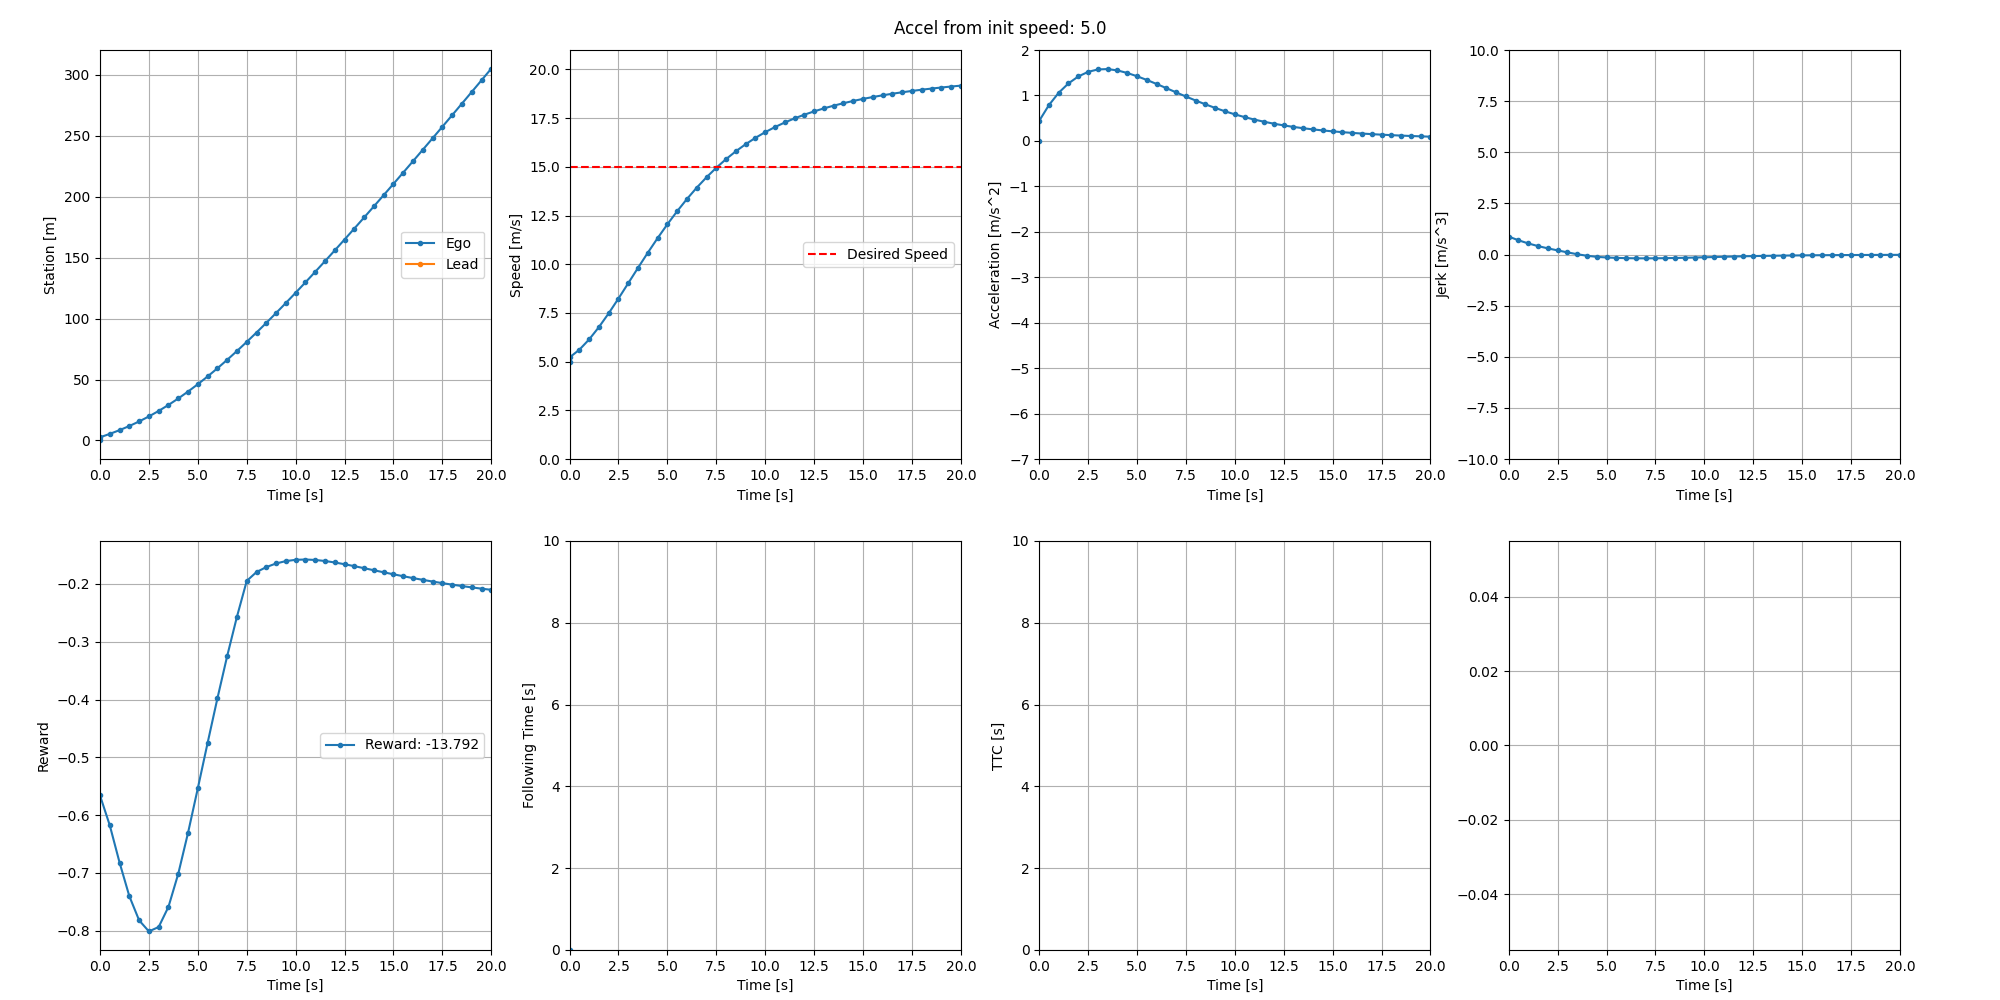 Accel from init speed: 5.0
300
250
200
150
100
50
0
Station [m]
Ego
Lead
0.0 2.5 5.0 7.5 10.0 12.5 15.0 17.5 20.0
Time [s]
20.0
17.5
15.0
12.5
10.0
7.5
5.0
2.5
0.0
Speed [m/s]
Desired Speed
0.0 2.5 5.0 7.5 10.0 12.5 15.0 17.5 20.0
Time [s]
2
1
0
−1
−2
−3
−4
−5
−6
−7
Acceleration [m/s^2]
0.0 2.5 5.0 7.5 10.0 12.5 15.0 17.5 20.0
Time [s]
10.0
7.5
5.0
2.5
0.0
−2.5
−5.0
−7.5
−10.0
Jerk [m/s^3]
0.0 2.5 5.0 7.5 10.0 12.5 15.0 17.5 20.0
Time [s]
−0.2
−0.3
−0.4
−0.5
−0.6
−0.7
−0.8
Reward
Reward: -13.792
0.0 2.5 5.0 7.5 10.0 12.5 15.0 17.5 20.0
Time [s]
10
8
6
4
2
0
Following Time [s]
0.0 2.5 5.0 7.5 10.0 12.5 15.0 17.5 20.0
Time [s]
10
8
6
4
2
0
TTC [s]
0.0 2.5 5.0 7.5 10.0 12.5 15.0 17.5 20.0
Time [s]
0.04
0.02
0.00
−0.02
−0.04
0.0 2.5 5.0 7.5 10.0 12.5 15.0 17.5 20.0
Time [s]